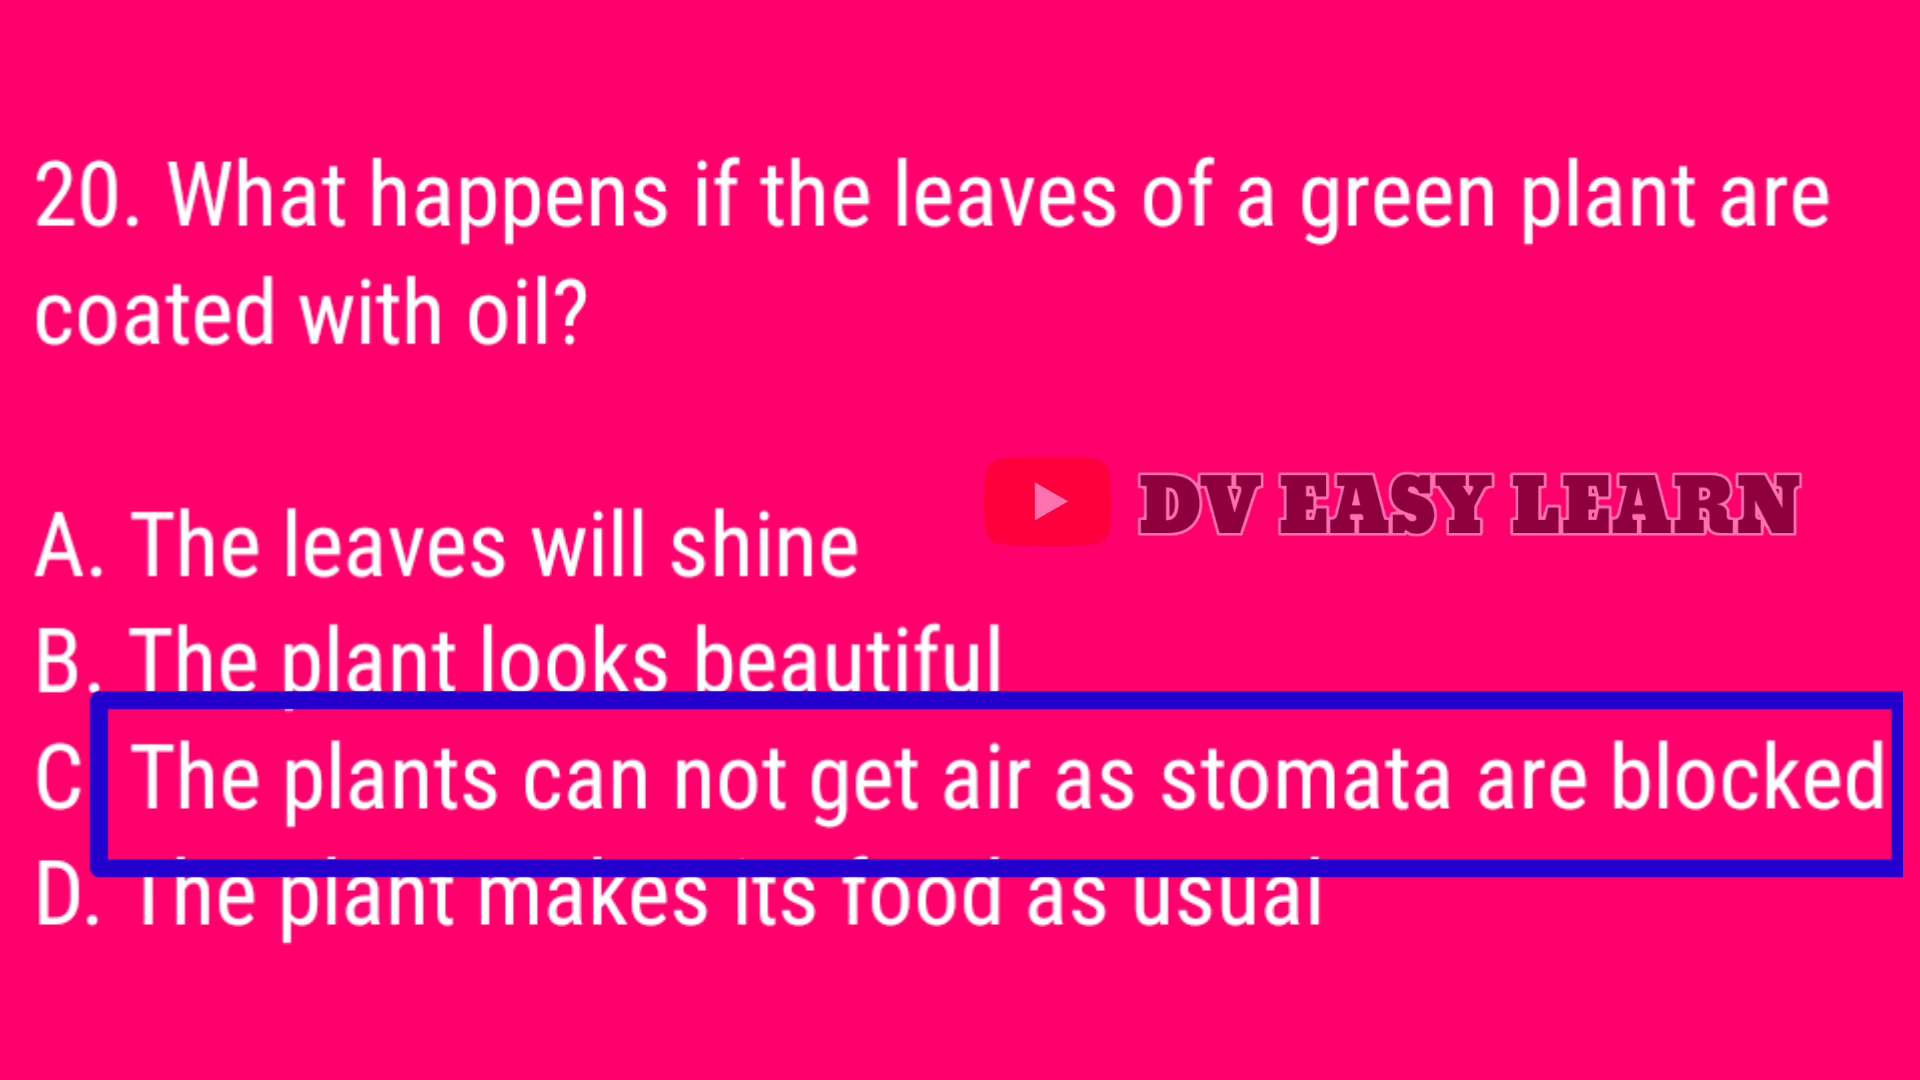 20. What happens if the leaves of a green plant are
coated with oil?
DV EASY LEARN
A. The leaves will shine
B. The plant looks beautiful
C The plants can not get air as stomata are blocked
D. The plant makes its food as usual